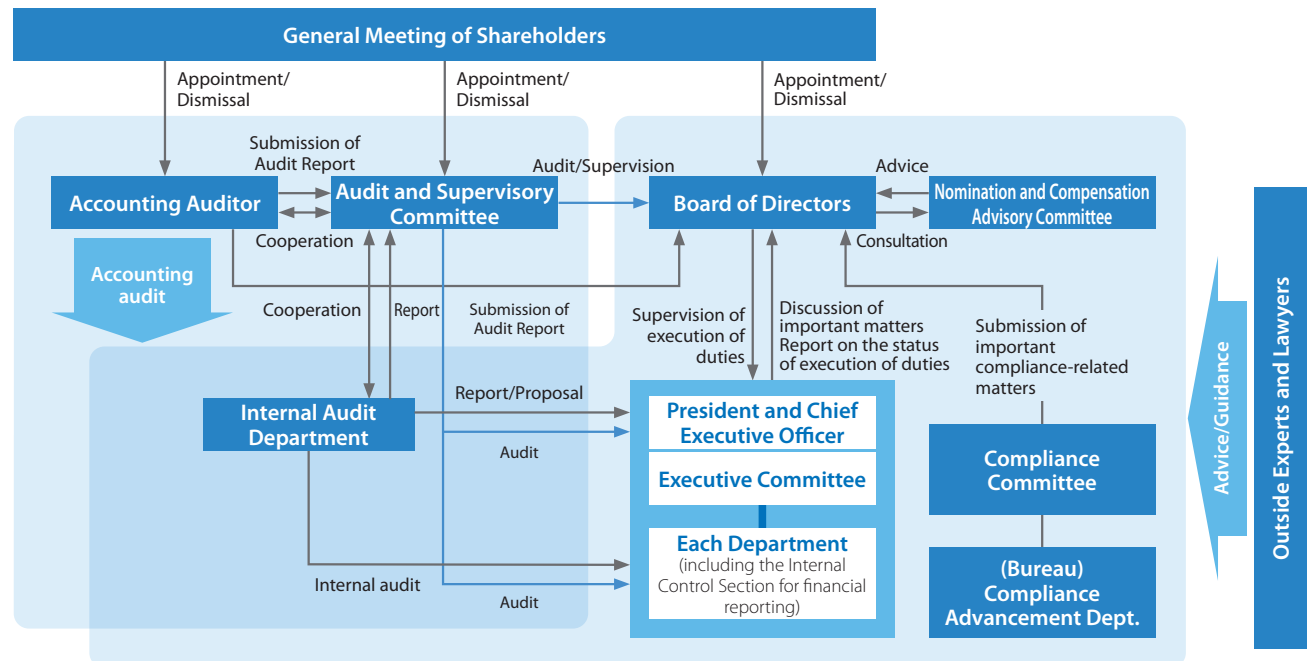 General Meeting of Shareholders
Appointment/
Dismissal
Appointment/
Dismissal
Appointment/
Dismissal
Submission of
Audit Report
Audit/Supervision
Advice
Accounting Auditor
Audit and Supervisory
Committee
Board of Directors
Nomination and Compensation
Advisory Committee
Cooperation
Consultation
Accounting
audit
Cooperation
Report
Submission of
Audit Report
Supervision of
execution of
duties
Discussion of
important matters
Report on the status
of execution of duties
Submission of
important
compliance-related
matters
Internal Audit
Department
Report/Proposal
Audit
President and Chief
Executive Officer
Executive Committee
Compliance
Committee
Each Department
(including the Internal
Control Section for financial
reporting)
Internal audit
Audit
(Bureau)
Compliance
Advancement Dept.
Advice/Guidance
Outside Experts and Lawyers